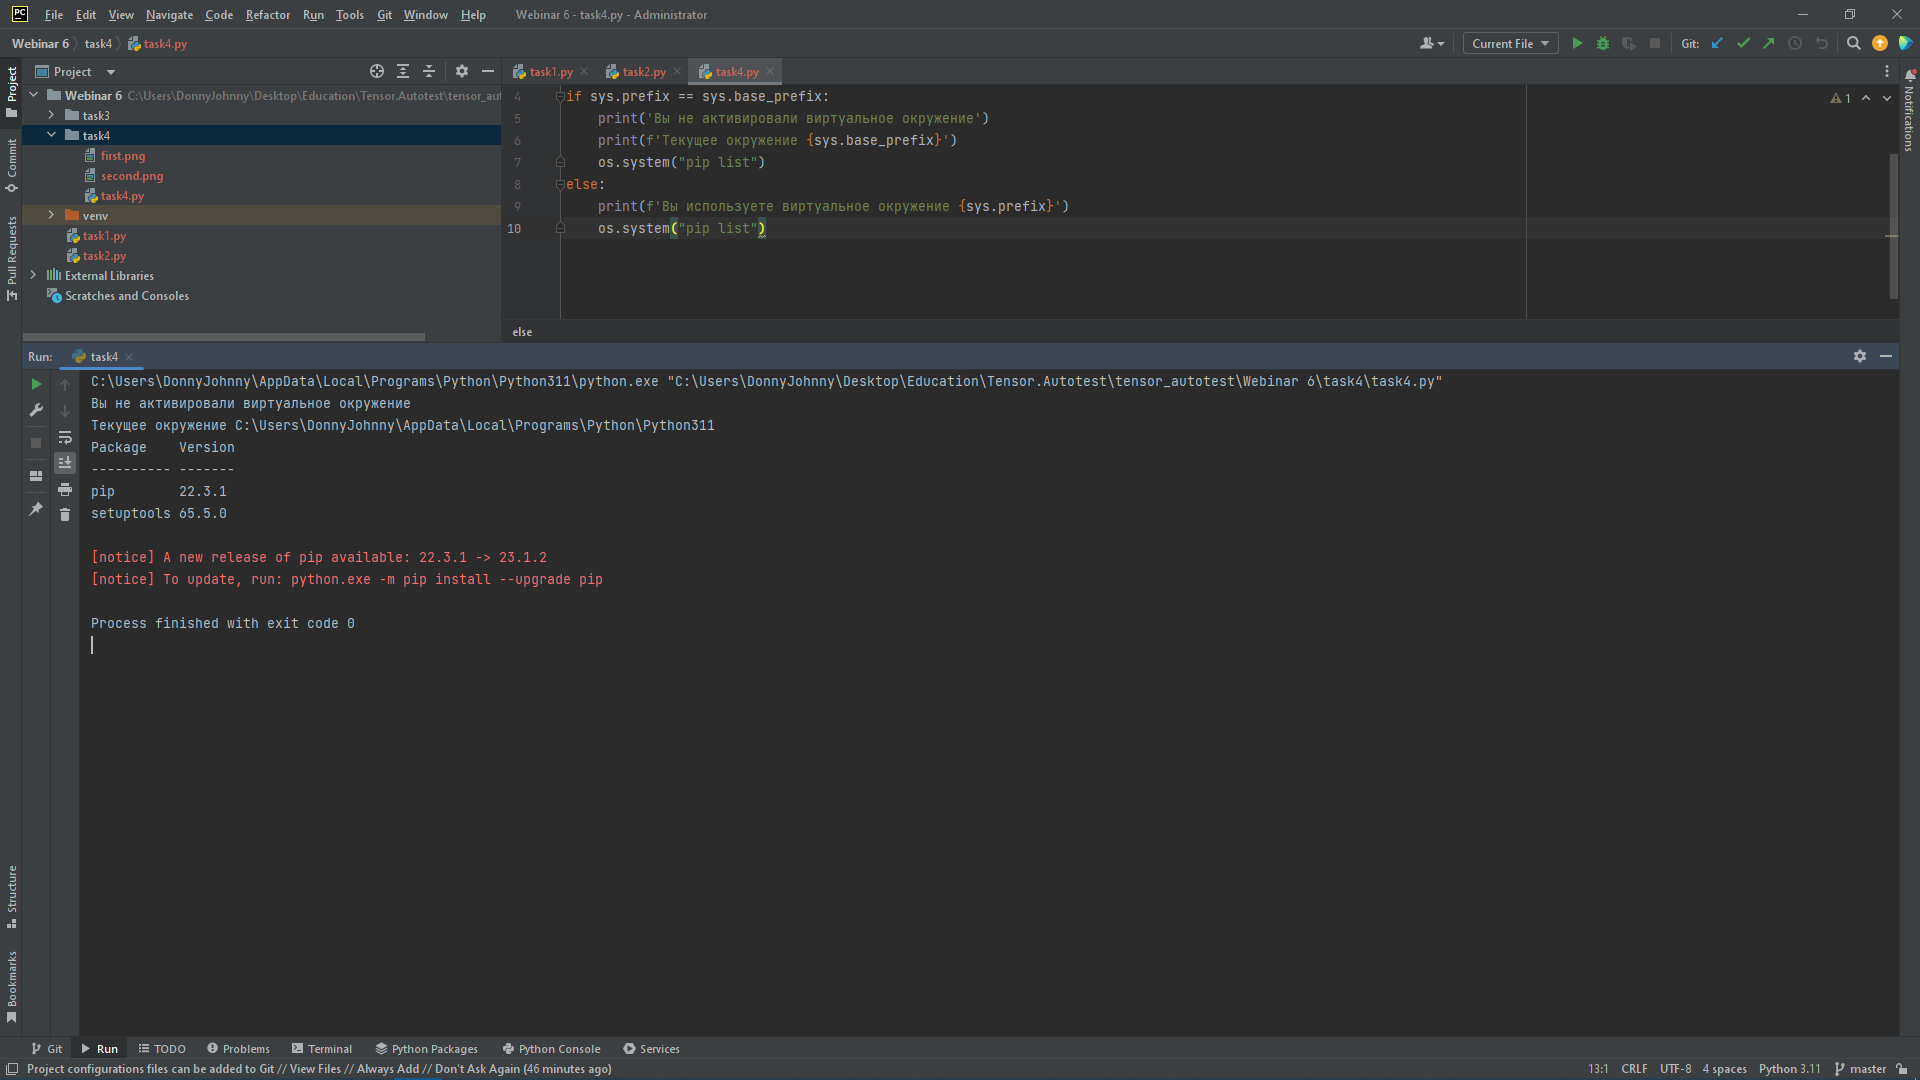 PC File Edit View Navigate Code Refactor Run Tools Git Window Help Webinar 6 - task4.py - Administrator
Webinar 6 task4 task4.py Current File Git:
Project
task1.py task2.py task4.py
Webinar 6 C:\Users\DonnyJohnny\Desktop\Education\Tensor.Autotest\tensor_aut
task3
task4
first.png
second.png
task4.py
venv
task1.py
task2.py
External Libraries
Scratches and Consoles
4 if sys.prefix == sys.base_prefix:
5 print('Вы не активировали виртуальное окружение')
6 print(f'Текущее окружение {sys.base_prefix}')
7 os.system("pip list")
8 else:
9 print(f'Вы используете виртуальное окружение {sys.prefix}')
10 os.system("pip list")
1
else
Project
Commit
Pull Requests
Notifications
Run: task4
C:\Users\DonnyJohnny\AppData\Local\Programs\Python\Python311\python.exe "C:\Users\DonnyJohnny\Desktop\Education\Tensor.Autotest\tensor_autotest\Webinar 6\task4\task4.py"
Вы не активировали виртуальное окружение
Текущее окружение C:\Users\DonnyJohnny\AppData\Local\Programs\Python\Python311
Package Version
---------- -------
pip 22.3.1
setuptools 65.5.0
[notice] A new release of pip available: 22.3.1 -> 23.1.2
[notice] To update, run: python.exe -m pip install --upgrade pip
Process finished with exit code 0
Structure
Bookmarks
Git Run TODO Problems Terminal Python Packages Python Console Services
Project configurations files can be added to Git // View Files // Always Add // Don't Ask Again (46 minutes ago) 13:1 CRLF UTF-8 4 spaces Python 3.11 master